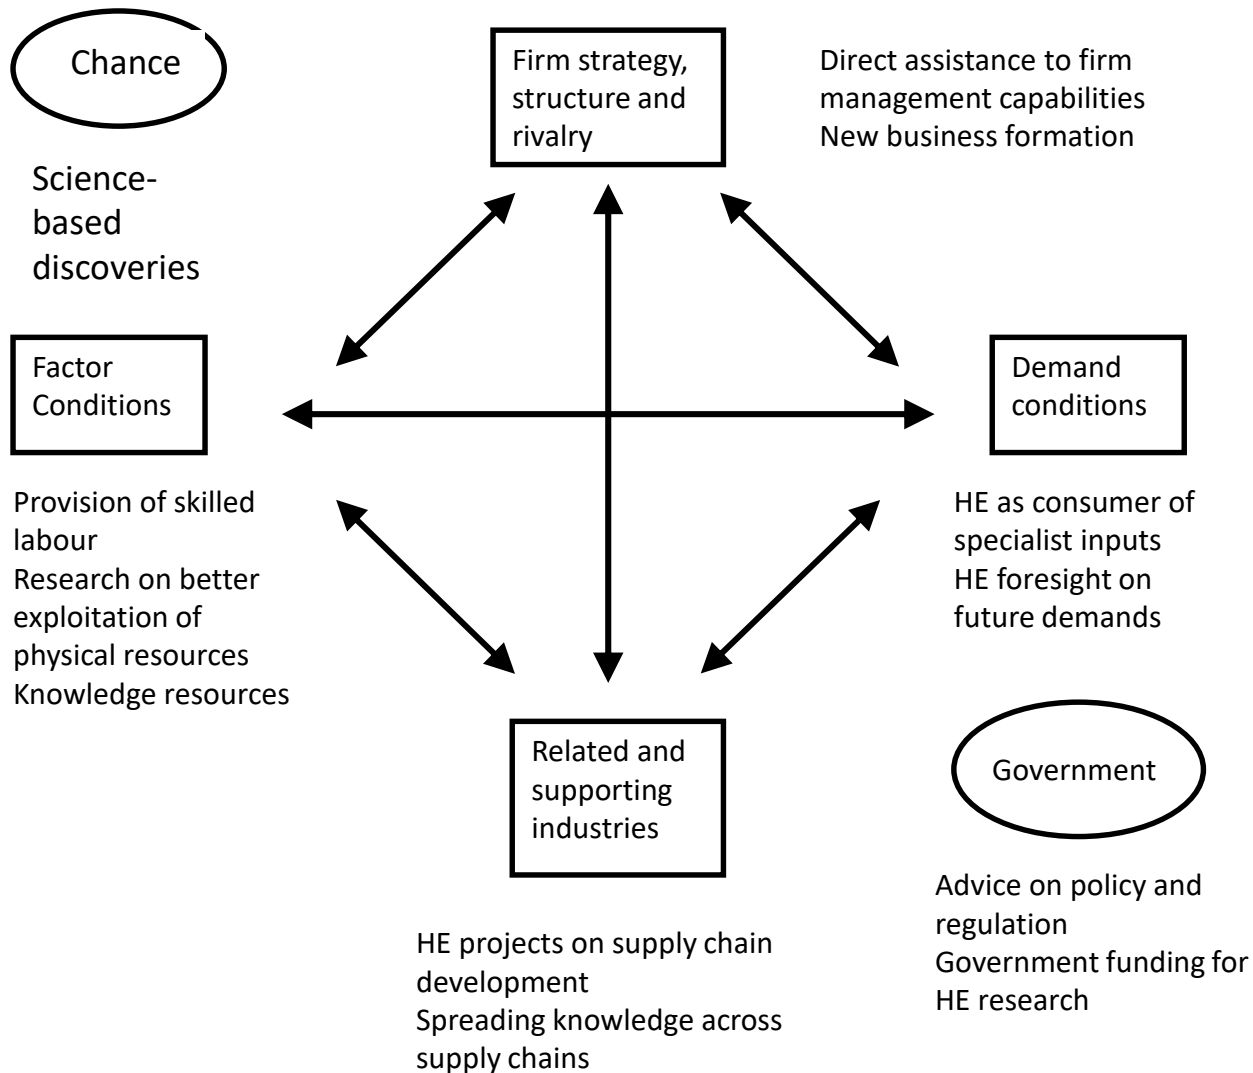 Chance
Science-
based
discoveries
Firm strategy,
structure and
rivalry
Direct assistance to firm
management capabilities
New business formation
Factor
Conditions
Provision of skilled
labour
Research on better
exploitation of
physical resources
Knowledge resources
Demand
conditions
HE as consumer of
specialist inputs
HE foresight on
future demands
Related and
supporting
industries
HE projects on supply chain
development
Spreading knowledge across
supply chains
Government
Advice on policy and
regulation
Government funding for
HE research